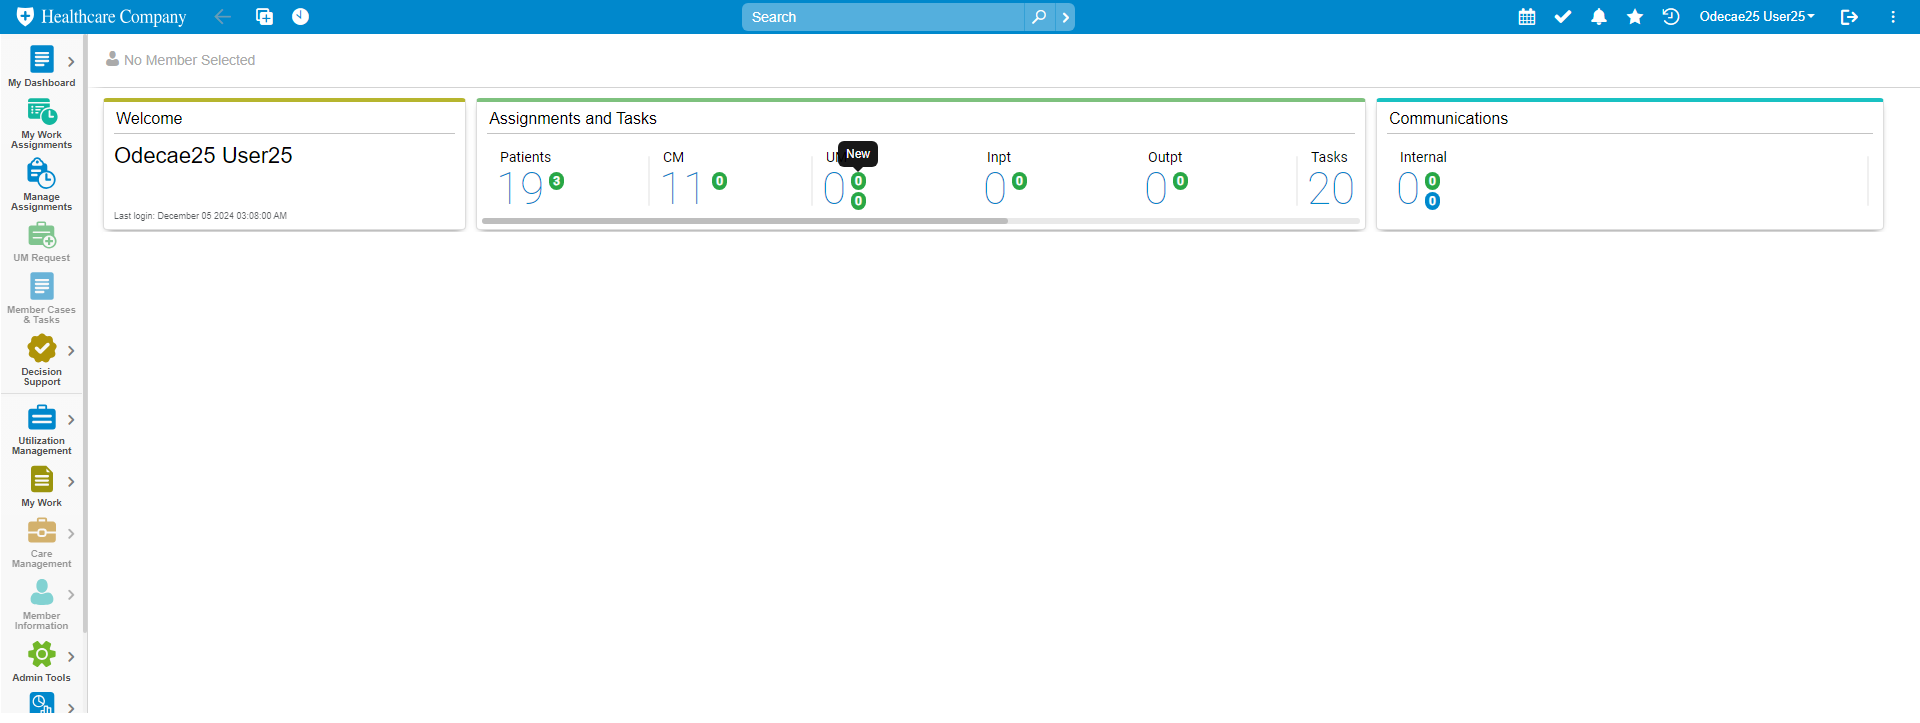 Healthcare Company
Search
Odecae25 User25
My Dashboard
My Work
Assignments
Manage
Assignments
UM Request
Member Cases
& Tasks
Decision
Support
Utilization
Management
My Work
Care
Management
Member
Information
Admin Tools
No Member Selected
Welcome
Odecae25 User25
Last login: December 05 2024 03:08:00 AM
Assignments and Tasks
Patients
19 3
CM
11 0
New
0 0
0
Inpt
0 0
Outpt
0 0
Tasks
20
Communications
Internal
0 0
0